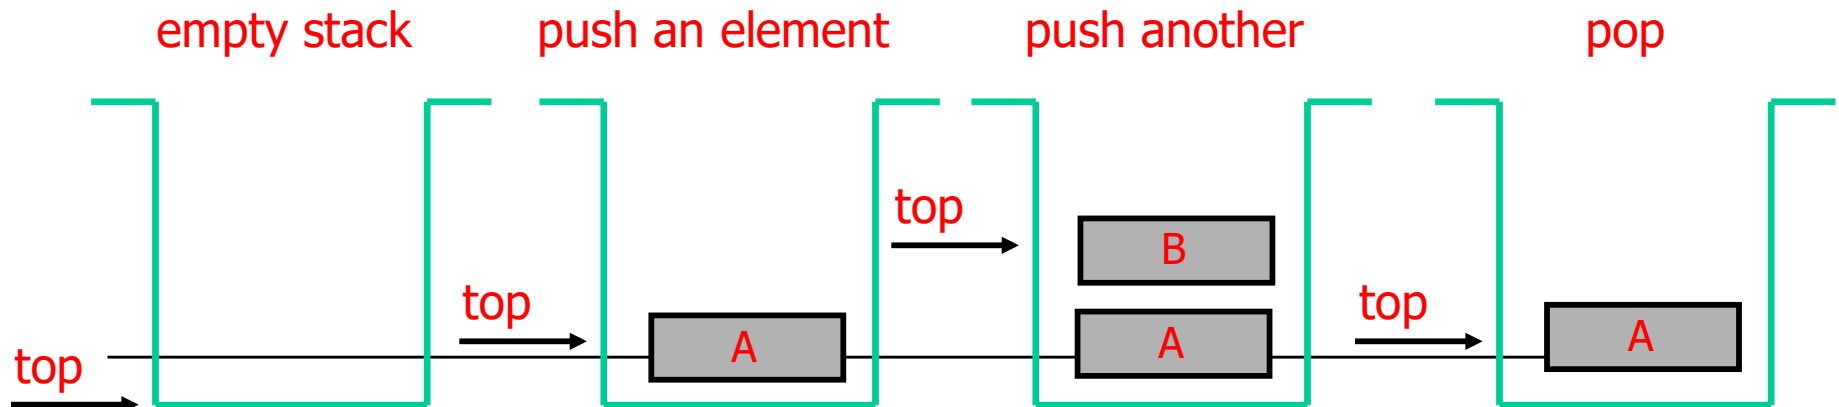 empty stack
push an element
push another
pop
top
top
top
top
A
B
A
A